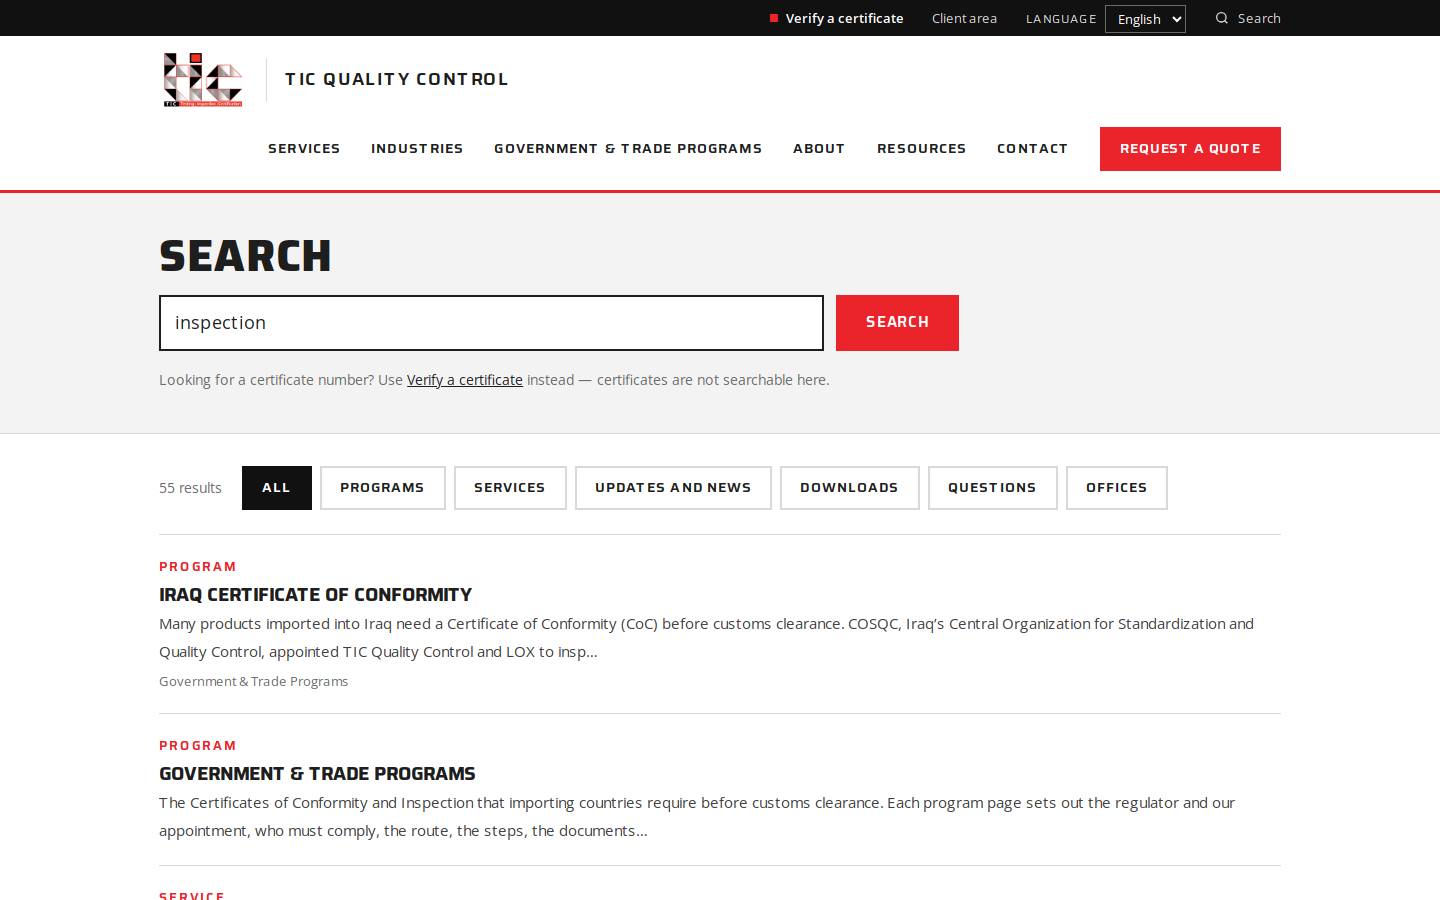 Verify a certificate
Client area
LANGUAGE
English
Search
TIC Testing Inspection Certification
TIC QUALITY CONTROL
SERVICES
INDUSTRIES
GOVERNMENT & TRADE PROGRAMS
ABOUT
RESOURCES
CONTACT
REQUEST A QUOTE
SEARCH
inspection
SEARCH
Looking for a certificate number? Use Verify a certificate instead — certificates are not searchable here.
55 results
ALL
PROGRAMS
SERVICES
UPDATES AND NEWS
DOWNLOADS
QUESTIONS
OFFICES
PROGRAM
IRAQ CERTIFICATE OF CONFORMITY
Many products imported into Iraq need a Certificate of Conformity (CoC) before customs clearance. COSQC, Iraq’s Central Organization for Standardization and
Quality Control, appointed TIC Quality Control and LOX to insp…
Government & Trade Programs
PROGRAM
GOVERNMENT & TRADE PROGRAMS
The Certificates of Conformity and Inspection that importing countries require before customs clearance. Each program page sets out the regulator and our
appointment, who must comply, the route, the steps, the documents…
SERVICE